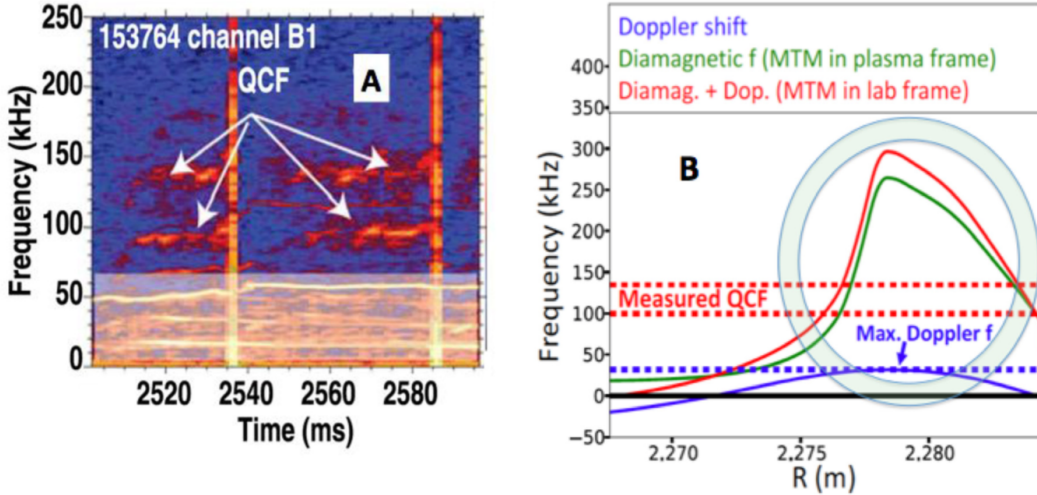 153764 channel B1
A
QCF
Frequency (kHz)
250
200
150
100
50
0
2520 2540 2560 2580
Time (ms)
Doppler shift
Diamagnetic f (MTM in plasma frame)
Diamag. + Dop. (MTM in lab frame)
B
Measured QCF
Max. Doppler f
Frequency (kHz)
400
350
300
250
200
150
100
50
0
−50
2.270 2.275 2.280
R (m)